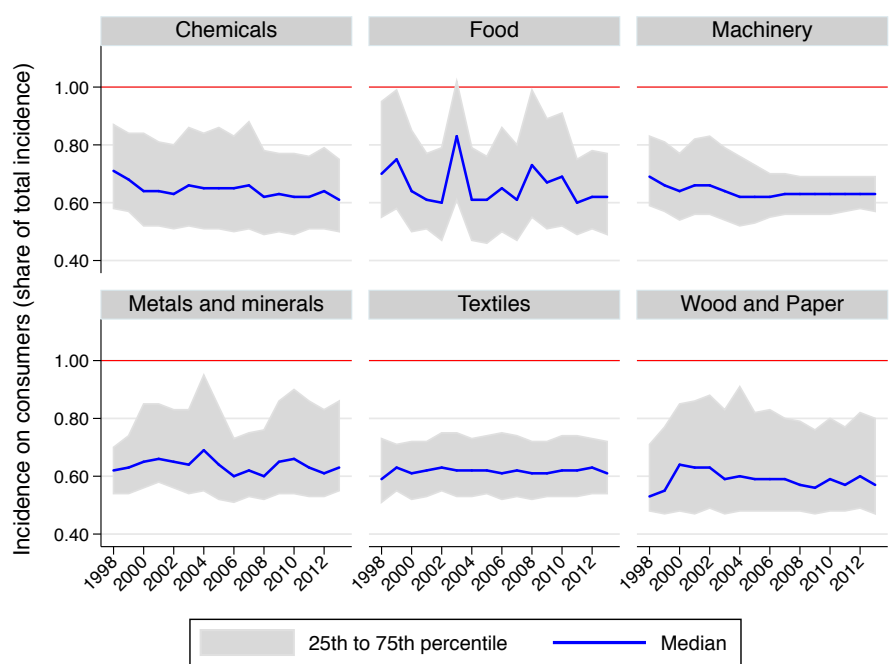 Chemicals Food Machinery
1.00
0.80
0.60
0.40
Metals and minerals Textiles Wood and Paper
1.00
0.80
0.60
0.40
Incidence on consumers (share of total incidence)
1998 2000 2002 2004 2006 2008 2010 2012 1998 2000 2002 2004 2006 2008 2010 2012 1998 2000 2002 2004 2006 2008 2010 2012
25th to 75th percentile Median